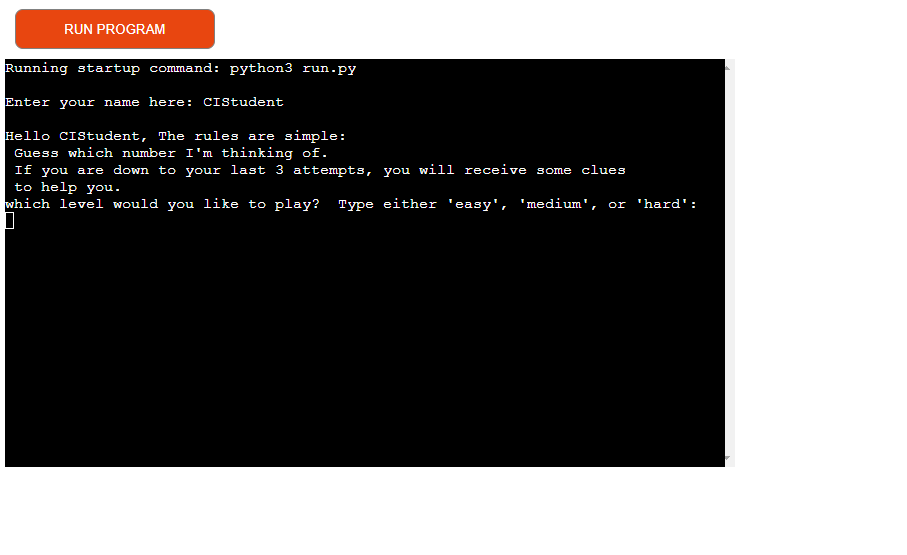 RUN PROGRAM
Running startup command: python3 run.py
Enter your name here: CIStudent
Hello CIStudent, The rules are simple:
Guess which number I'm thinking of.
If you are down to your last 3 attempts, you will receive some clues
to help you.
which level would you like to play?  Type either 'easy', 'medium', or 'hard':